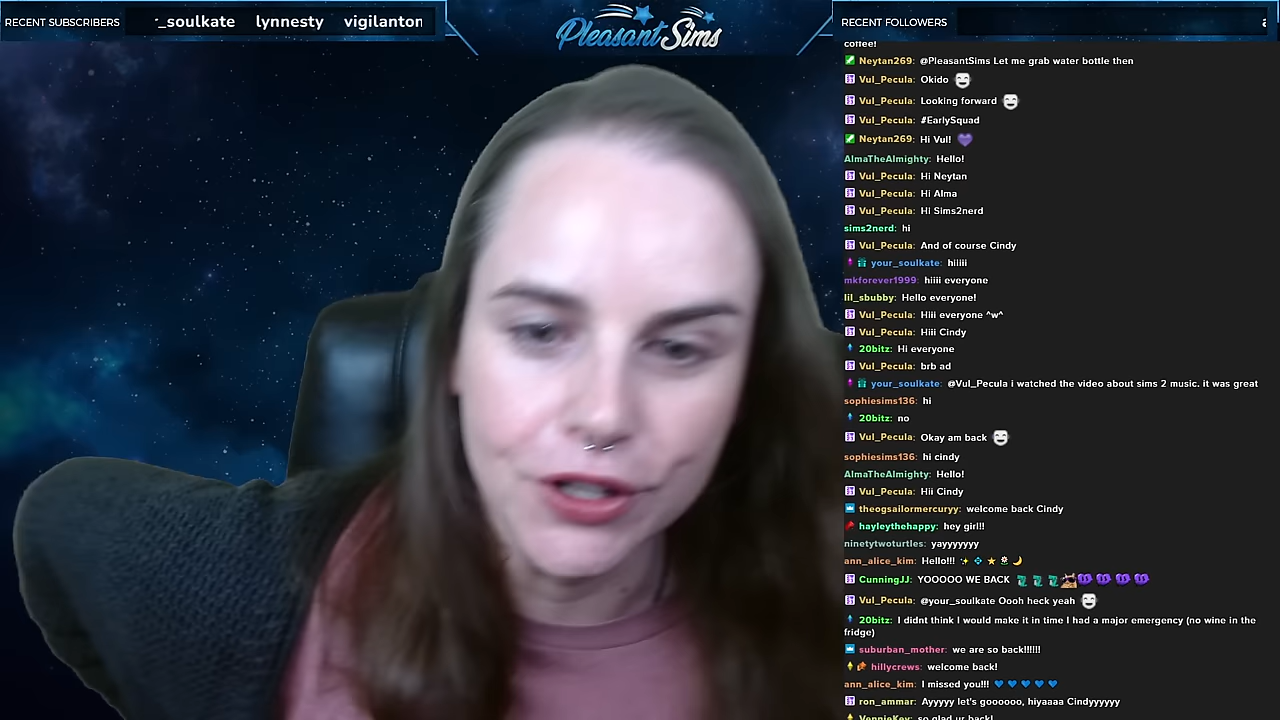 RECENT SUBSCRIBERS
_soulkate lynnesty vigilanton
PleasantSims
RECENT FOLLOWERS
coffee!
Neytan269: @PleasantSims Let me grab water bottle then
Vul_Pecula: Okido
Vul_Pecula: Looking forward
Vul_Pecula: #EarlySquad
Neytan269: Hi Vul!
AlmaTheAlmighty: Hello!
Vul_Pecula: Hi Neytan
Vul_Pecula: Hi Alma
Vul_Pecula: Hi Sims2nerd
sims2nerd: hi
Vul_Pecula: And of course Cindy
your_soulkate: hiiiii
mkforever1999: hiiii everyone
lil_sbubby: Hello everyone!
Vul_Pecula: Hiii everyone ^w^
Vul_Pecula: Hiii Cindy
20bitz: Hi everyone
Vul_Pecula: brb ad
your_soulkate: @Vul_Pecula i watched the video about sims 2 music. it was great
sophiesims136: hi
20bitz: no
Vul_Pecula: Okay am back
sophiesims136: hi cindy
AlmaTheAlmighty: Hello!
Vul_Pecula: Hii Cindy
theogsailormercuryy: welcome back Cindy
hayleythehappy: hey girl!!
ninetytwoturtles: yayyyyyy
ann_alice_kim: Hello!!! ✨ 💠 ⭐ 🌼 🌙
CunningJJ: YOOOOO WE BACK
Vul_Pecula: @your_soulkate Oooh heck yeah
20bitz: I didnt think I would make it in time I had a major emergency (no wine in the
fridge)
suburban_mother: we are so back!!!!!!
hillycrews: welcome back!
ann_alice_kim: I missed you!!! 💙 💙 💙 💙 💙
ron_ammar: Ayyyyy let's goooooo, hiyaaaa Cindyyyyyy
VennieKey: so glad ur back!